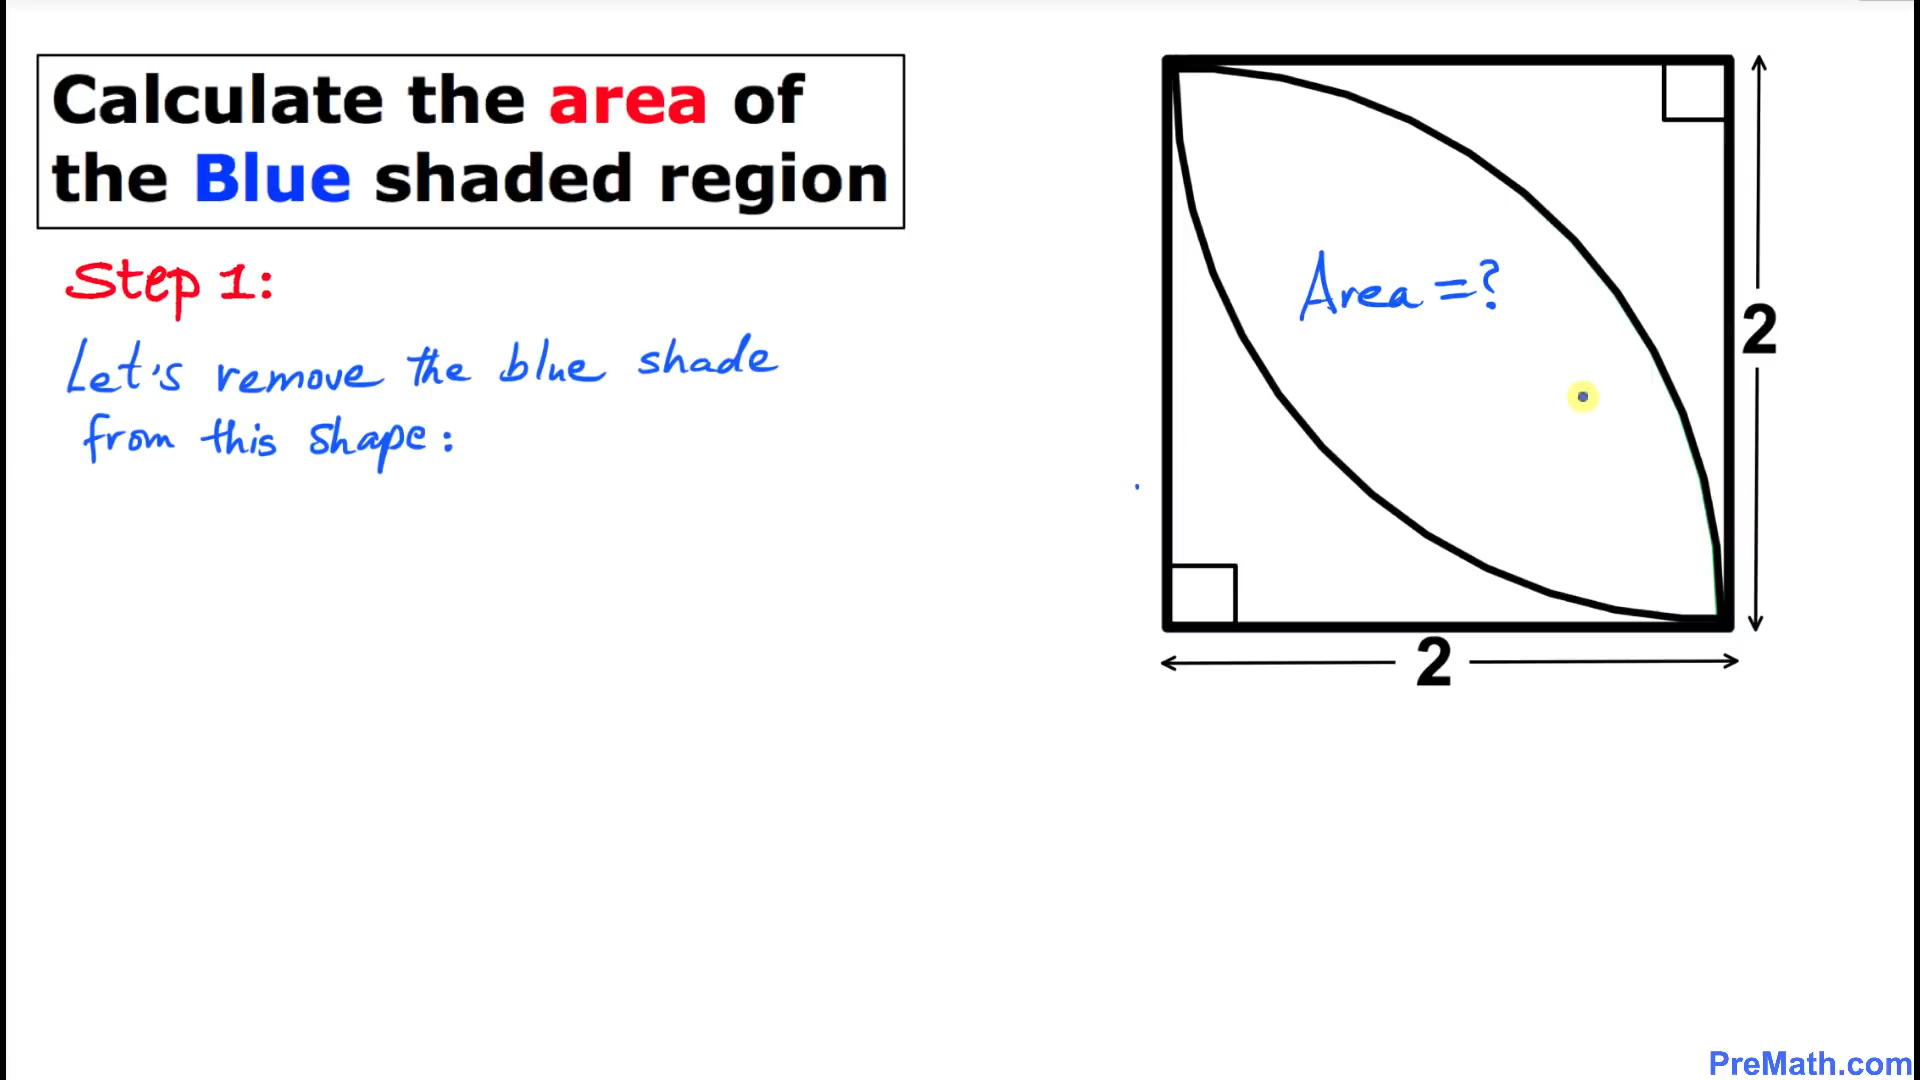 Calculate the area of
the Blue shaded region
Step 1:
Let's remove the blue shade
from this shape:
Area =?
2
2
PreMath.com